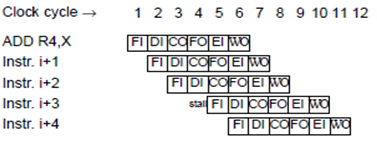 Clock cycle → 1 2 3 4 5 6 7 8 9 10 11 12
ADD R4,X FI DI CO FO EI WO
Instr. i+1 FI DI CO FO EI WO
Instr. i+2 FI DI CO FO EI WO
Instr. i+3 stall FI DI CO FO EI WO
Instr. i+4 FI DI CO FO EI WO